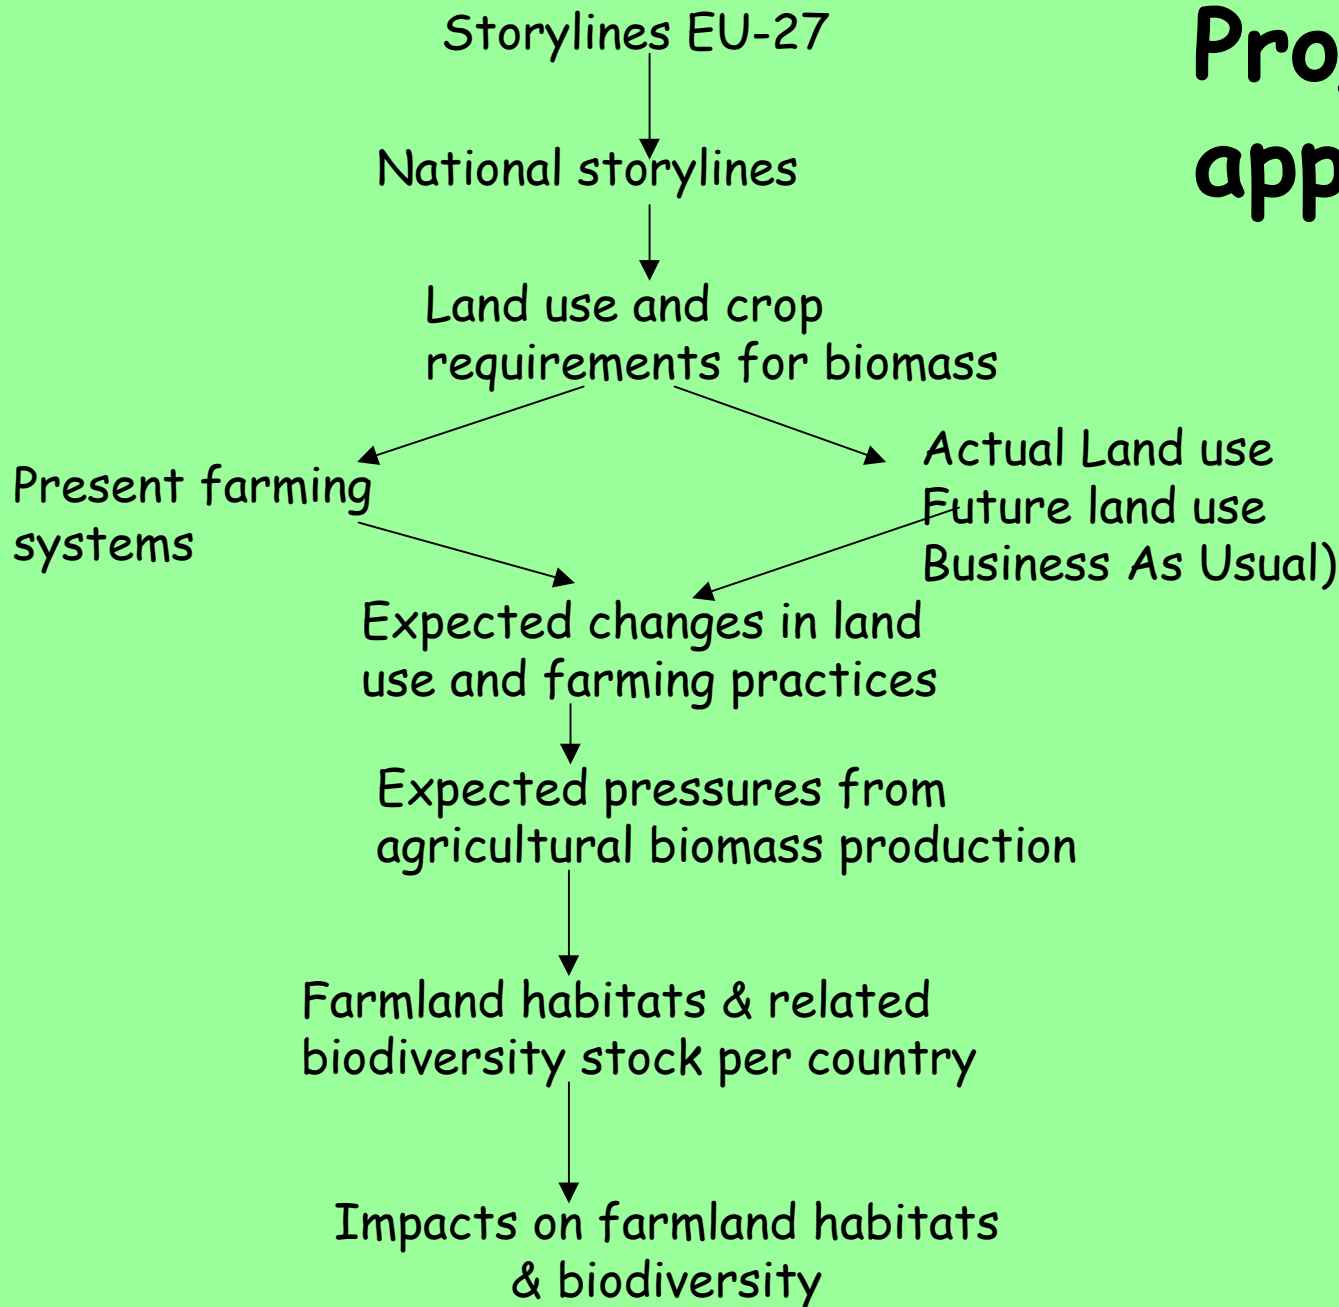 Storylines EU-27
National storylines
Land use and crop
requirements for biomass
Present farming
systems
Actual Land use
Future land use
Business As Usual)
Expected changes in land
use and farming practices
Expected pressures from
agricultural biomass production
Farmland habitats & related
biodiversity stock per country
Impacts on farmland habitats
& biodiversity